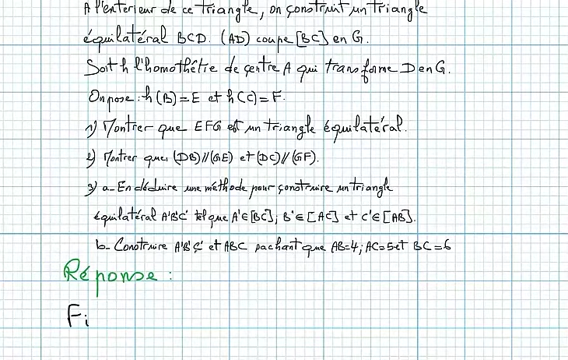 A l'enterieur de ce triangle, on construit un triangle
équilatéral BCD. (AD) coupe [BC] en G.
Soit h l'homothétie de çentre A qui transforme D en G.
On pose : h(B)=E et h(C)=F.
1) Montrer que EFG est un triangle équilatéral.
2) Montrer que: (DB)//(GE) et (DC)//(GF).
3) a- En déduire une méthode pour construire un triangle
équilatéral A'B'C' tel que A'∈[BC]; B'∈[AC] et C'∈[AB].
b- Construire A'B'C' et ABC sachant que AB=4; AC=5 et BC=6
Réponse :
Fi